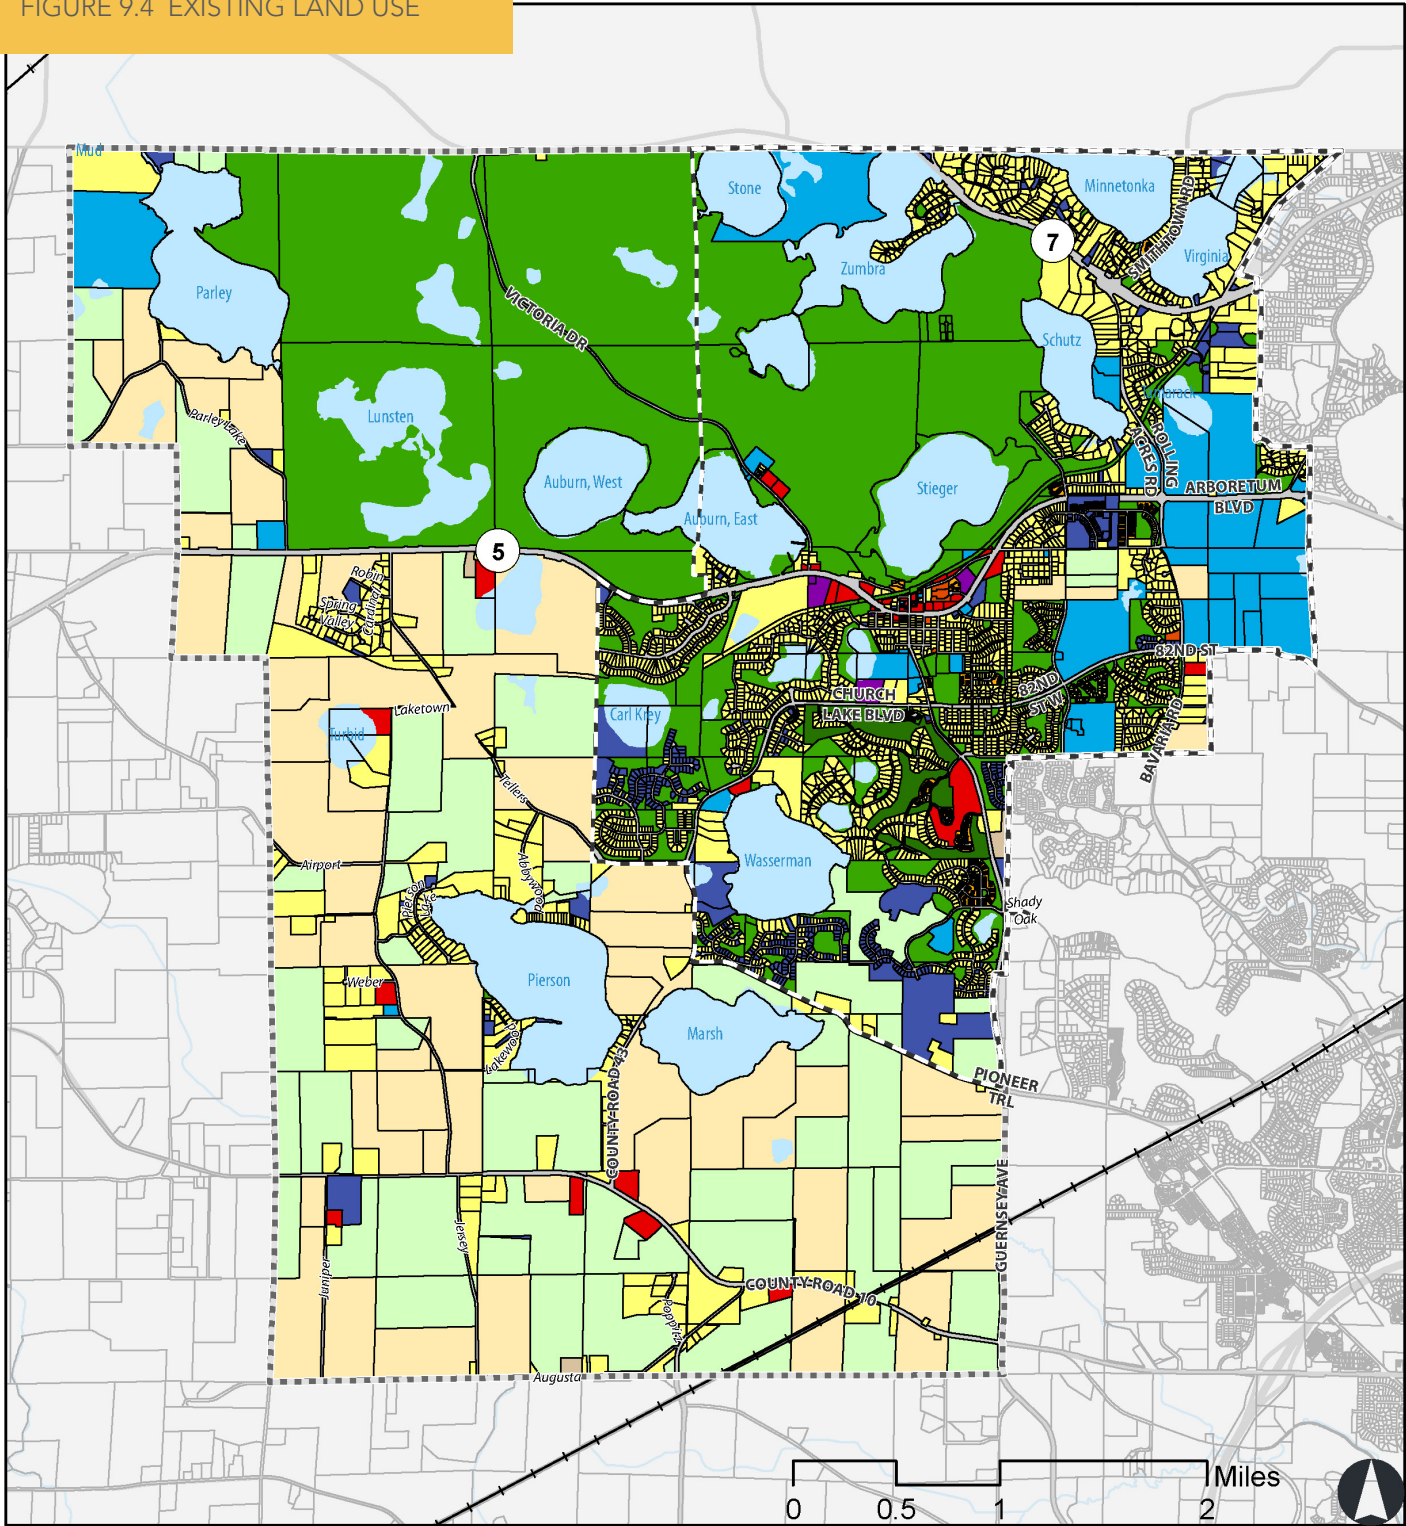 FIGURE 9.4 EXISTING LAND USE
Mud
Stone
Minnetonka
SMITHTOWN RD
7
Virginia
Zumbra
Parley
VICTORIA DR
Schutz
Lunsten
Parley Lake
ROLLING
ACRES RD
Auburn, West
Stieger
ARBORETUM
BLVD
Auburn, East
5
Robin
Spring
Valley
Cardinal
82ND ST
82ND
ST W
CHURCH
LAKE BLVD
Laketown
Carl Krey
Turbid
BAVARIA RD
Tellers
Airport
Abbywood
Wasserman
Pierson
Lake
Shady
Oak
Weber
Pierson
Marsh
Lakewood
COUNTY ROAD 43
PIONEER
TRL
GUERNSEY AVE
Jersey
Juniper
COUNTY ROAD 10
Augusta
Miles
0 0.5 1 2